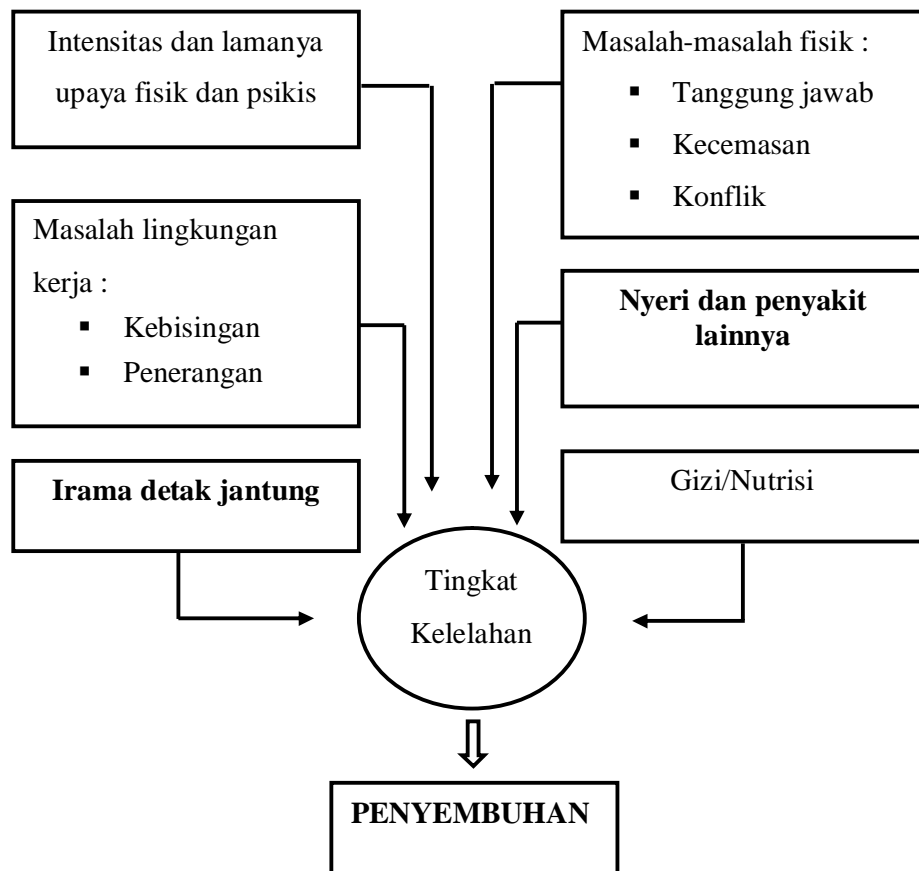 Intensitas dan lamanya
upaya fisik dan psikis
Masalah-masalah fisik :
▪ Tanggung jawab
▪ Kecemasan
▪ Konflik
Masalah lingkungan
kerja :
▪ Kebisingan
▪ Penerangan
Nyeri dan penyakit
lainnya
Irama detak jantung
Gizi/Nutrisi
Tingkat
Kelelahan
PENYEMBUHAN